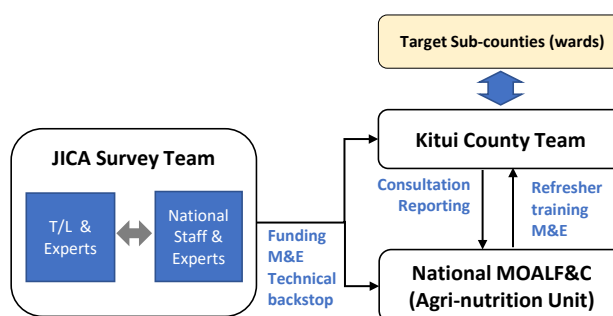 Target Sub-counties (wards)
Kitui County Team
JICA Survey Team
T/L &
Experts
National
Staff &
Experts
Funding
M&E
Technical
backstop
Consultation
Reporting
Refresher
training
M&E
National MOALF&C
(Agri-nutrition Unit)